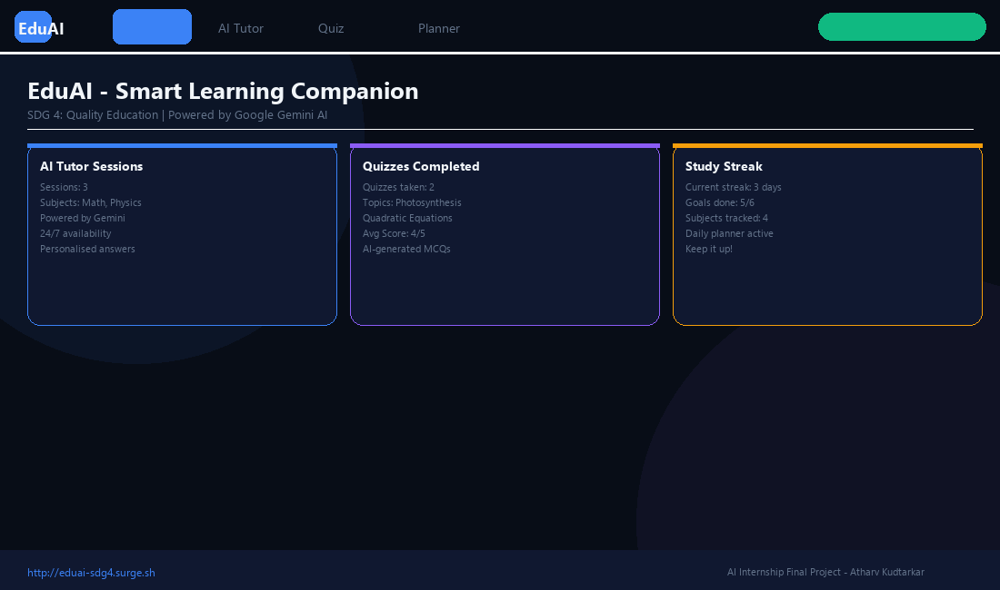 EduAI
AI Tutor
Quiz
Planner
EduAI - Smart Learning Companion
SDG 4: Quality Education | Powered by Google Gemini AI
AI Tutor Sessions
Sessions: 3
Subjects: Math, Physics
Powered by Gemini
24/7 availability
Personalised answers
Quizzes Completed
Quizzes taken: 2
Topics: Photosynthesis
Quadratic Equations
Avg Score: 4/5
AI-generated MCQs
Study Streak
Current streak: 3 days
Goals done: 5/6
Subjects tracked: 4
Daily planner active
Keep it up!
http://eduai-sdg4.surge.sh
AI Internship Final Project - Atharv Kudtarkar